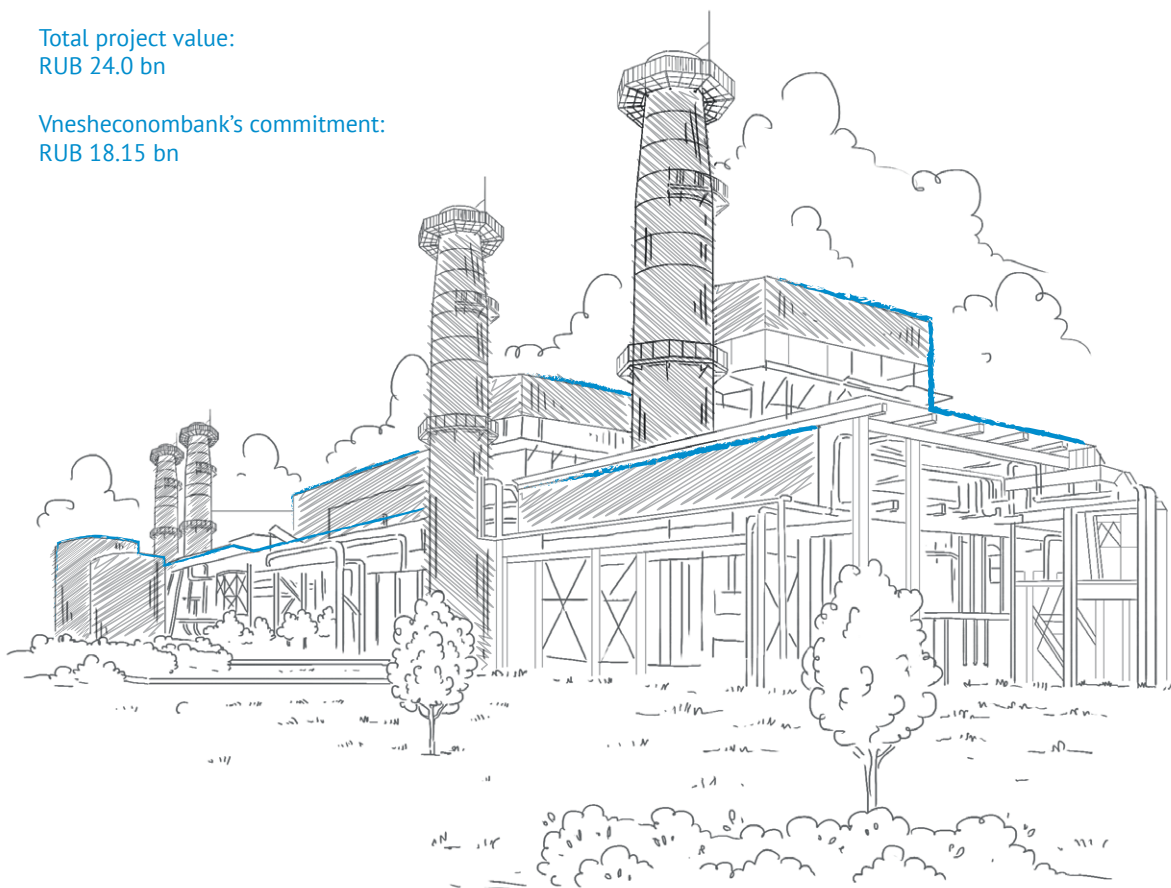 Total project value:
RUB 24.0 bn
Vnesheconombank's commitment:
RUB 18.15 bn